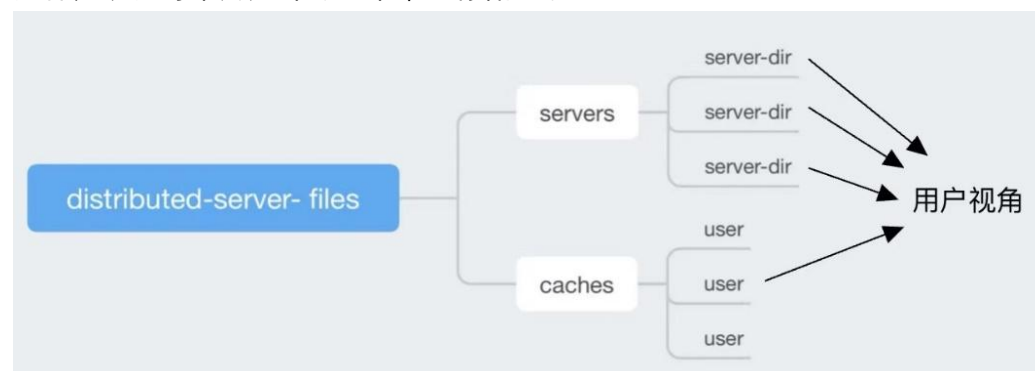 server-dir
servers
server-dir
server-dir
distributed-server- files
用户视角
user
caches
user
user